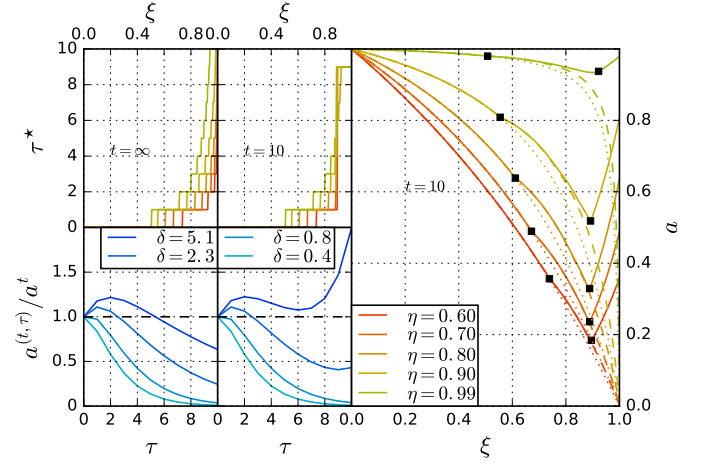 ξ ξ
0 0.4 0.8 0 0.4 0.8
10
8
6
4
2
0
τ⋆
t = ∞
t = 10
t = 10
δ = 5.1
δ = 2.3
δ = 0.8
δ = 0.4
1.5
1.0
0.5
0
a(t, τ)/at
0 2 4 6 8 0 2 4 6 8 0.0 0.2 0.4 0.6 0.8 1.0
τ τ ξ
η = 0.60
η = 0.70
η = 0.80
η = 0.90
η = 0.99
0.8
0.6
0.4
0.2
0.0
a